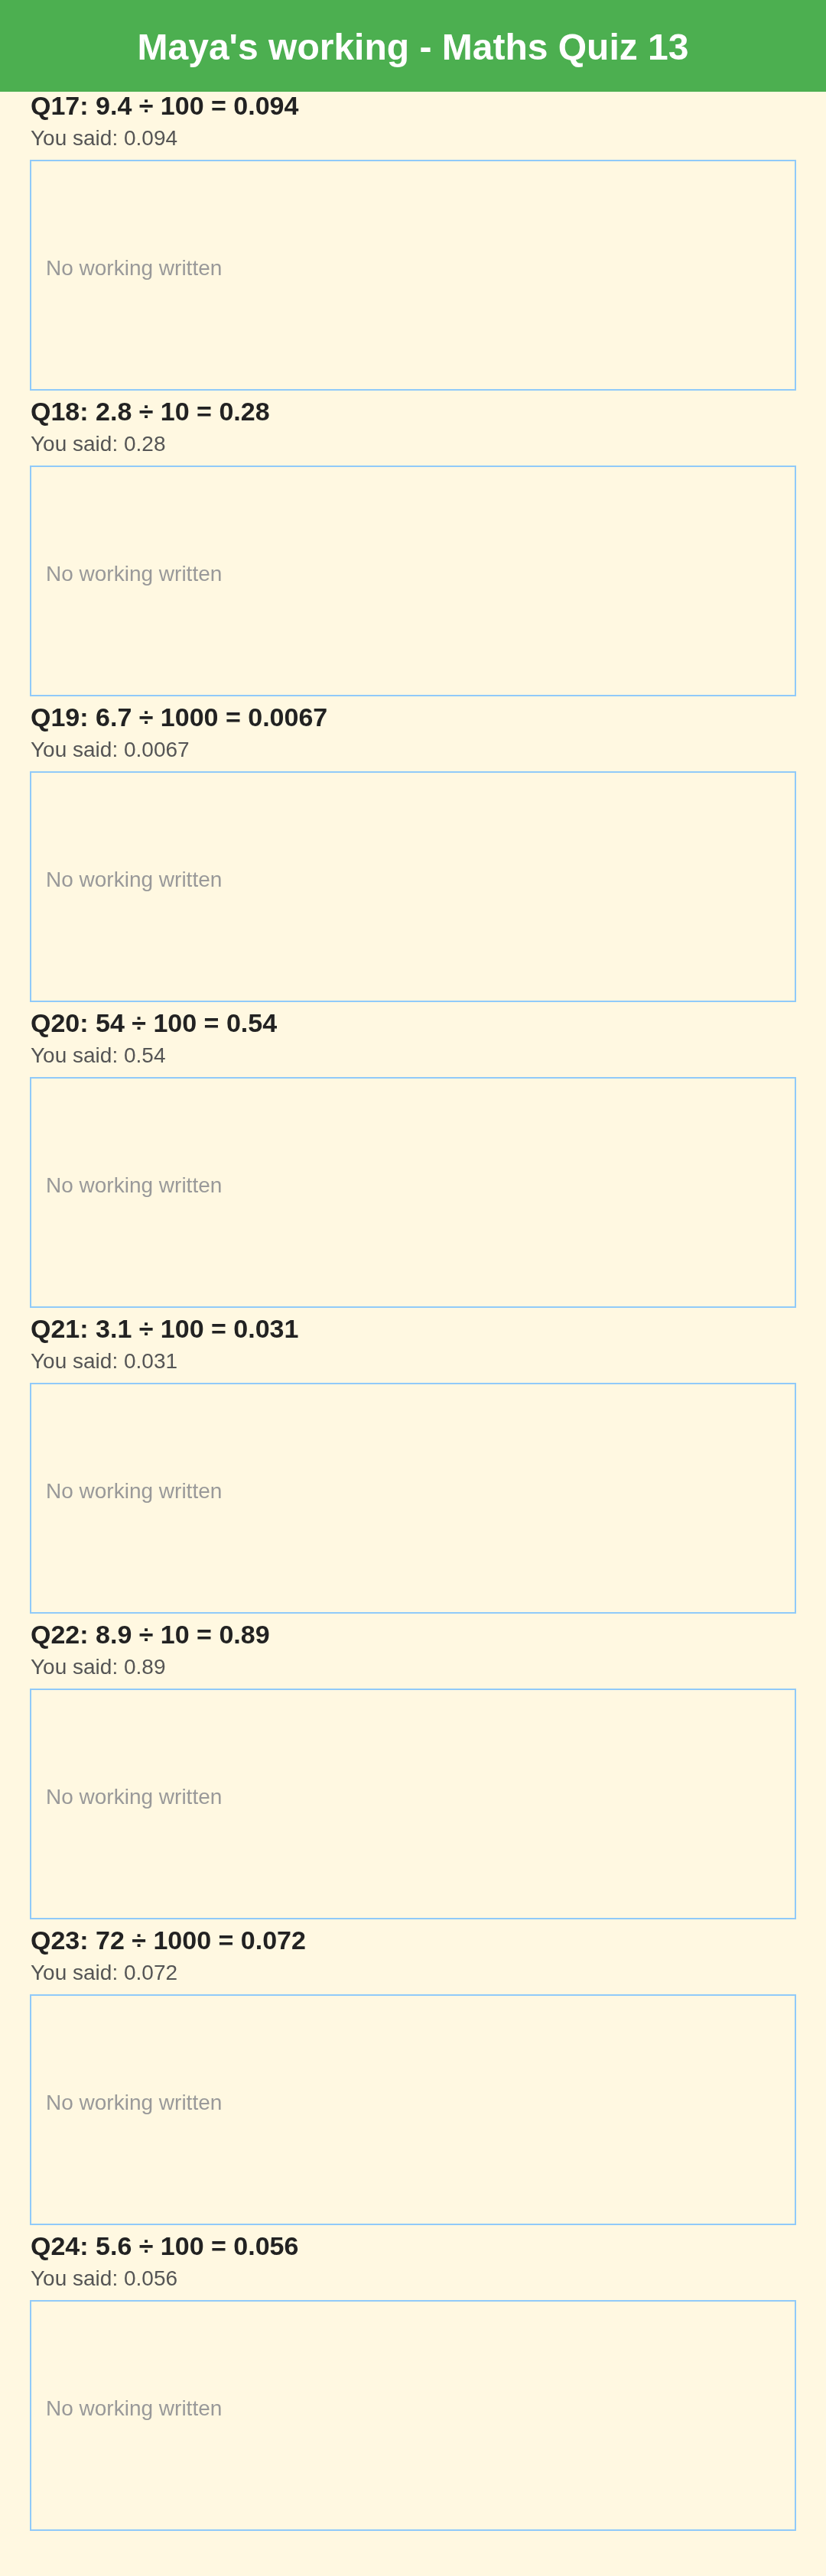 Maya's working - Maths Quiz 13
Q17: 9.4 ÷ 100 = 0.094
You said: 0.094
No working written
Q18: 2.8 ÷ 10 = 0.28
You said: 0.28
No working written
Q19: 6.7 ÷ 1000 = 0.0067
You said: 0.0067
No working written
Q20: 54 ÷ 100 = 0.54
You said: 0.54
No working written
Q21: 3.1 ÷ 100 = 0.031
You said: 0.031
No working written
Q22: 8.9 ÷ 10 = 0.89
You said: 0.89
No working written
Q23: 72 ÷ 1000 = 0.072
You said: 0.072
No working written
Q24: 5.6 ÷ 100 = 0.056
You said: 0.056
No working written